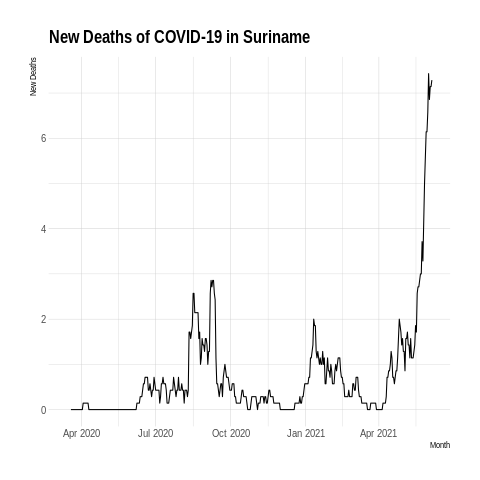 New Deaths of COVID-19 in Suriname
New Deaths
6
4
2
0
Apr 2020 Jul 2020 Oct 2020 Jan 2021 Apr 2021
Month